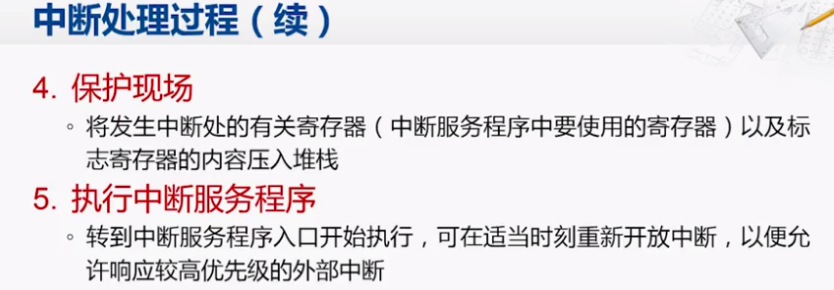 中断处理过程（续）
4. 保护现场
。将发生中断处的有关寄存器（中断服务程序中要使用的寄存器）以及标
志寄存器的内容压入堆栈
5. 执行中断服务程序
。转到中断服务程序入口开始执行，可在适当时刻重新开放中断，以便允
许响应较高优先级的外部中断